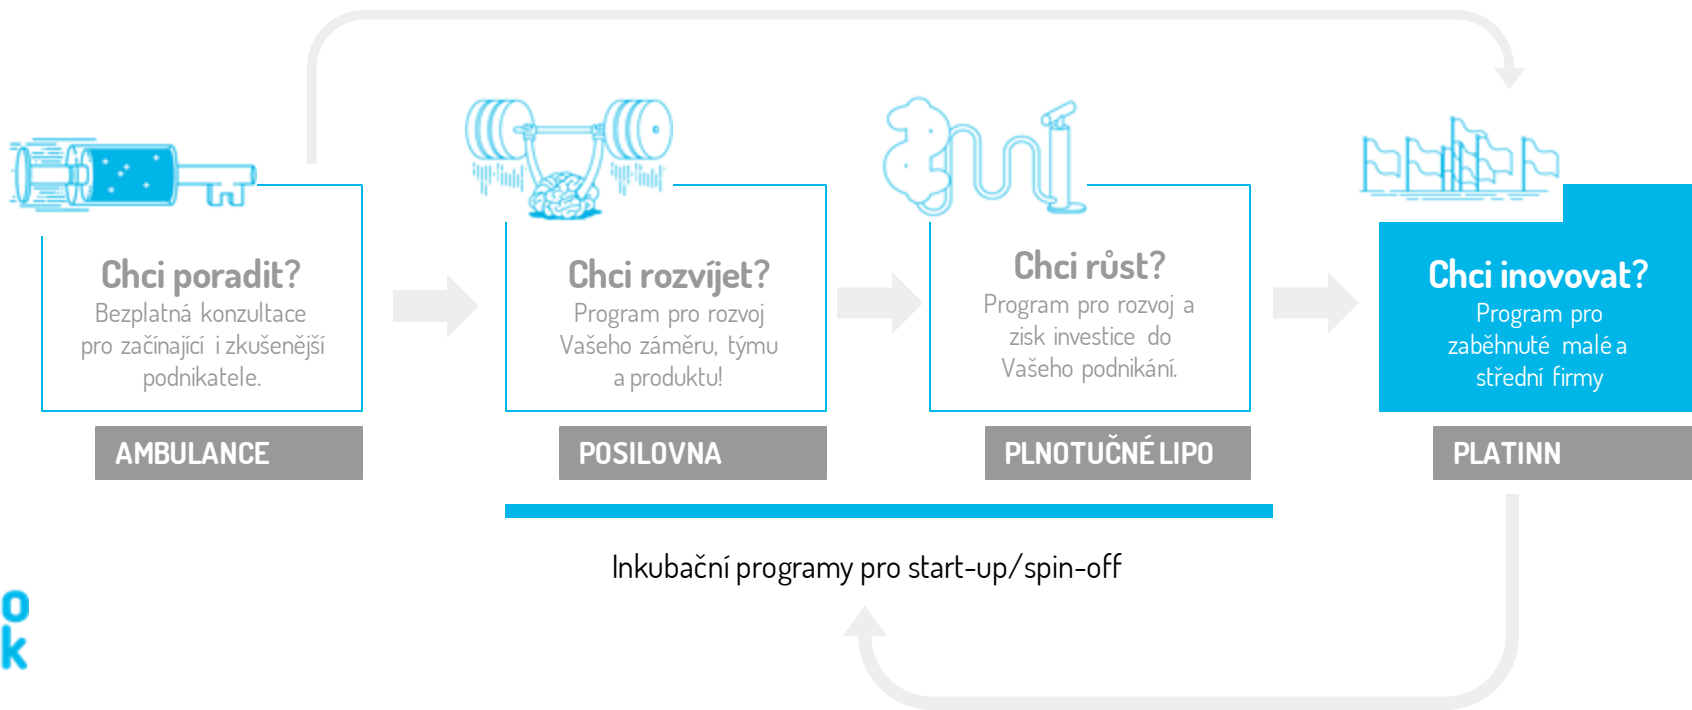 Chci poradit?
Bezplatná konzultace
pro začínající i zkušenější
podnikatele.
AMBULANCE
Chci rozvíjet?
Program pro rozvoj
Vašeho záměru, týmu
a produktu!
POSILOVNA
Chci růst?
Program pro rozvoj a
zisk investice do
Vašeho podnikání.
PLNOTUČNÉ LIPO
Chci inovovat?
Program pro
zaběhnuté malé a
střední firmy
PLATINN
Inkubační programy pro start-up/spin-off
o
k